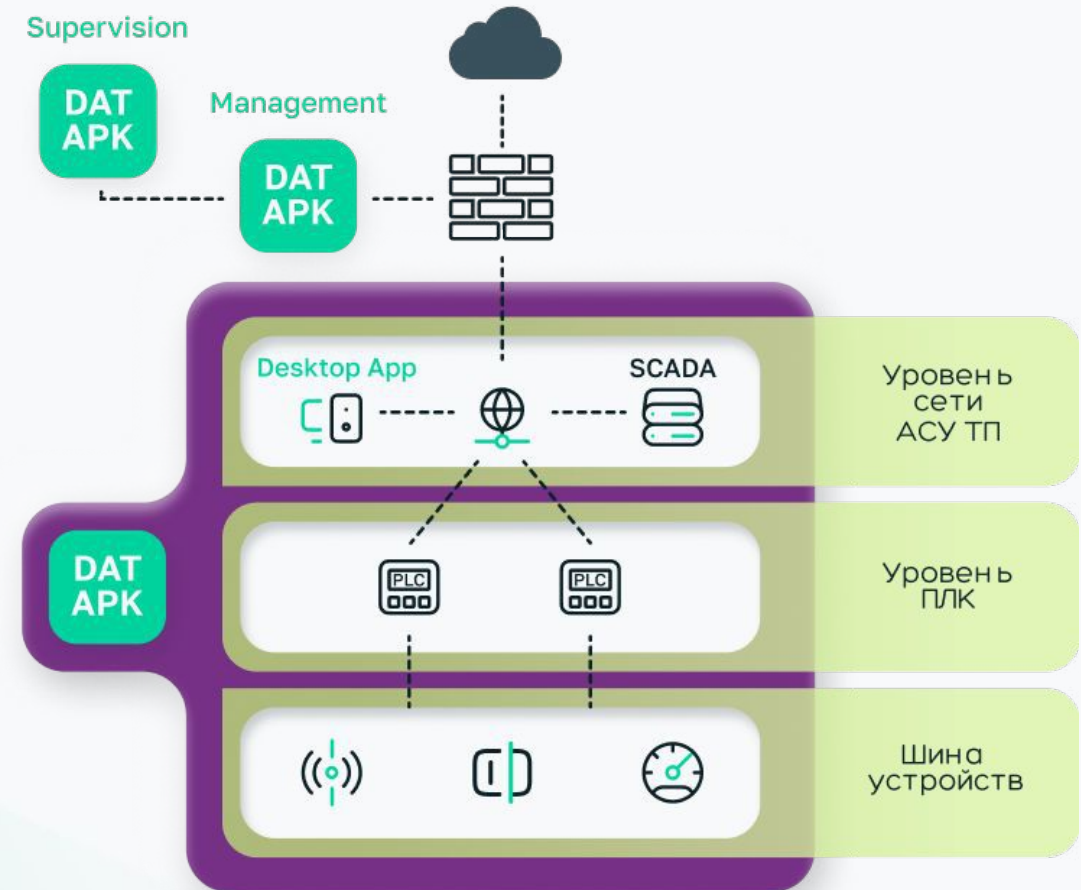 Supervision
DAT
APK
Management
DAT
APK
Desktop App
SCADA
Уровень
сети
АСУ ТП
DAT
APK
PLC
PLC
Уровень
ПЛК
Шина
устройств